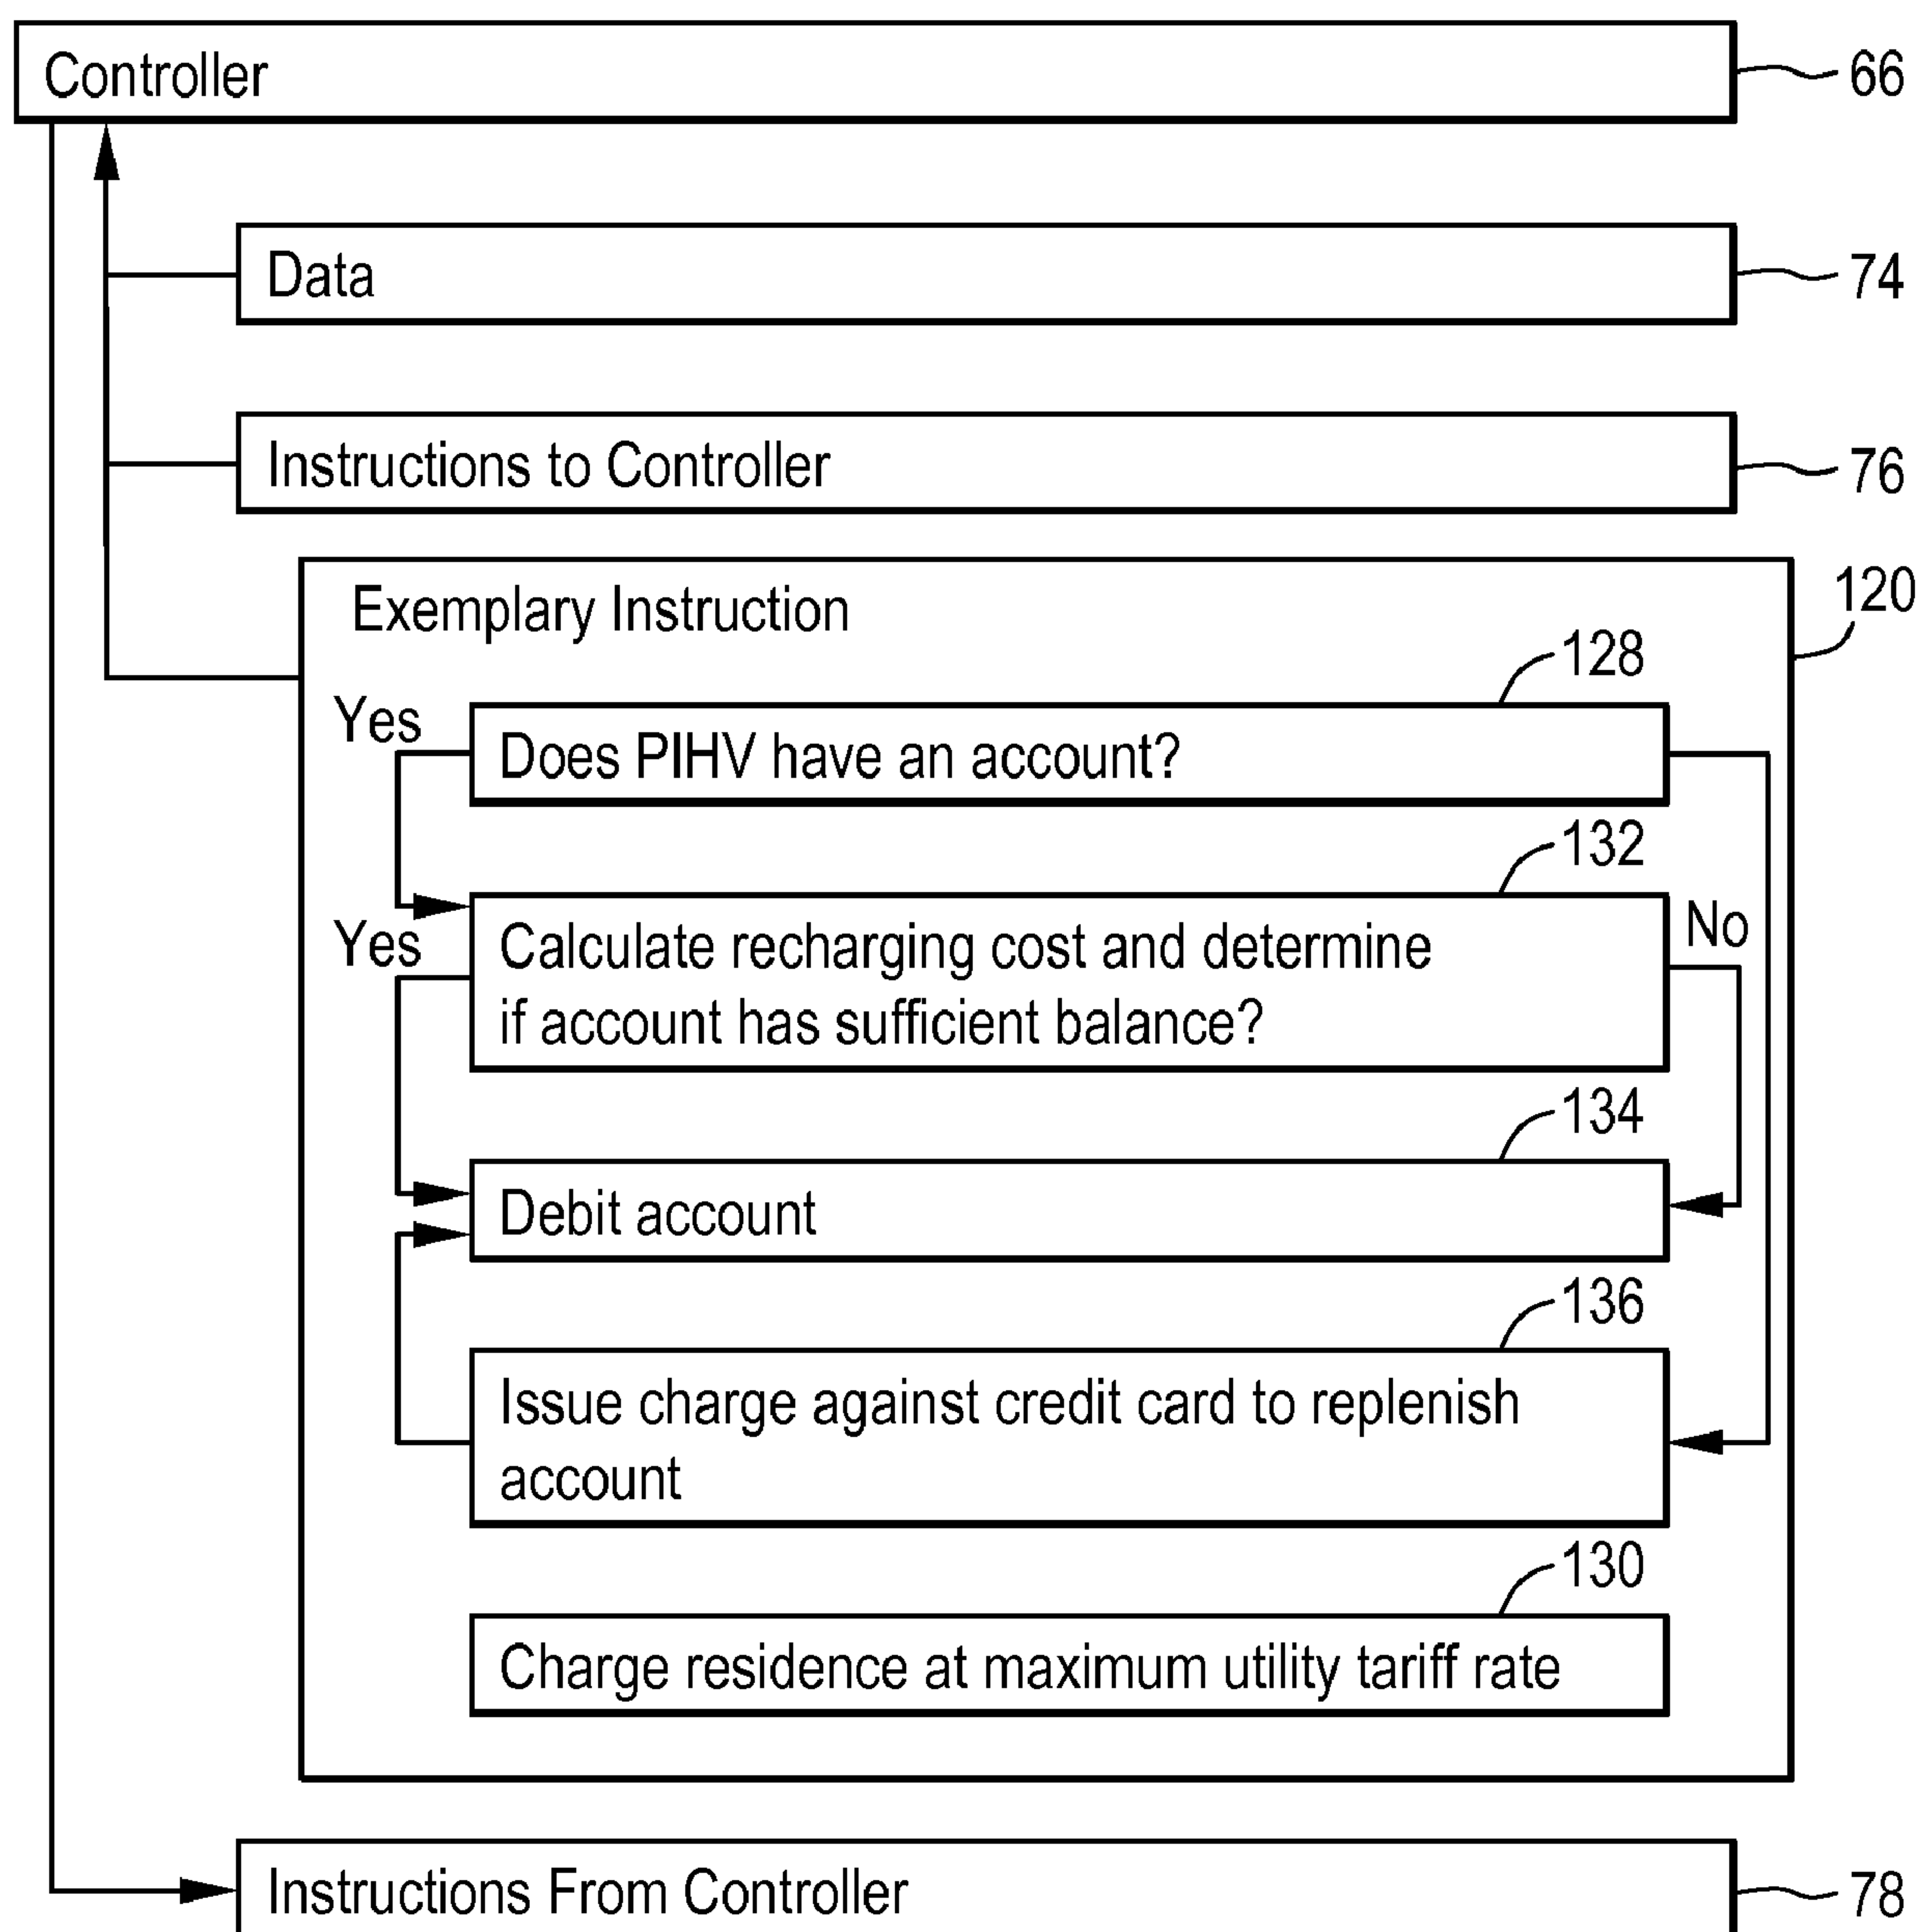 Controller
66
Data
74
Instructions to Controller
76
Exemplary Instruction
120
128
Yes
Does PIHV have an account?
132
Yes
Calculate recharging cost and determine
if account has sufficient balance?
No
134
Debit account
136
Issue charge against credit card to replenish
account
130
Charge residence at maximum utility tariff rate
Instructions From Controller
78